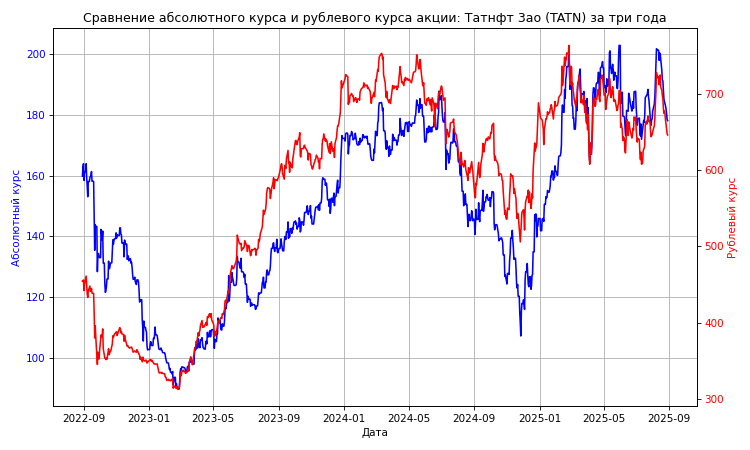 Сравнение абсолютного курса и рублевого курса акции: Татнфт 3ао (TATN) за три года
Абсолютный курс
200
180
160
140
120
100
700
600
500
400
300
Рублевый курс
2022-09 2023-01 2023-05 2023-09 2024-01 2024-05 2024-09 2025-01 2025-05 2025-09
Дата